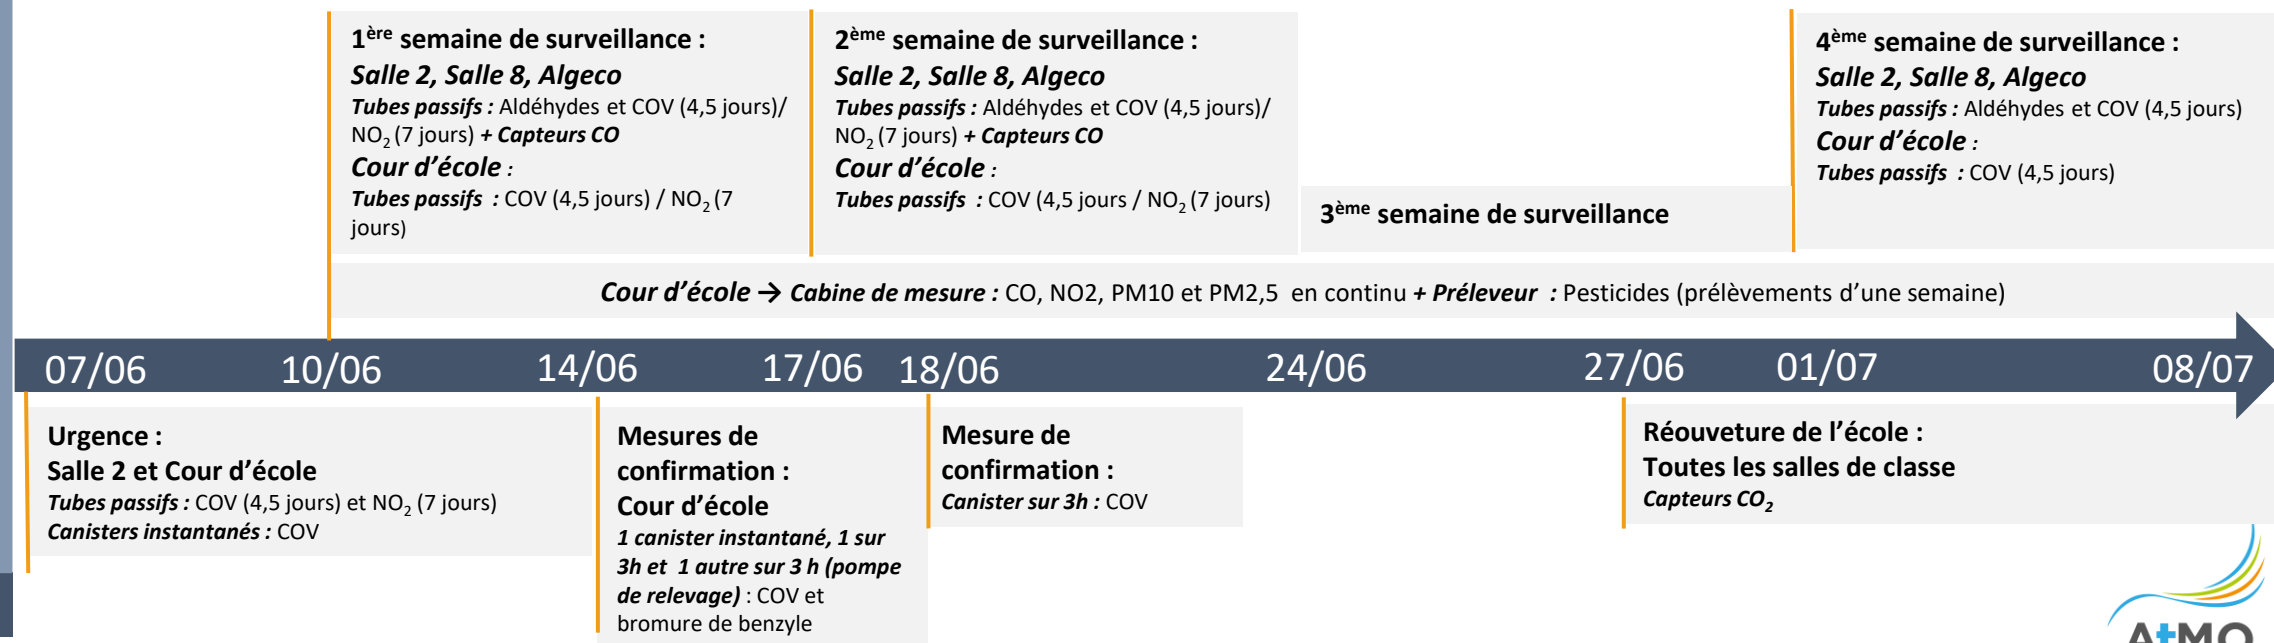 1ère semaine de surveillance :
Salle 2, Salle 8, Algeco
Tubes passifs : Aldéhydes et COV (4,5 jours)/
NO2 (7 jours) + Capteurs CO
Cour d’école :
Tubes passifs : COV (4,5 jours) / NO2 (7
jours)
2ème semaine de surveillance :
Salle 2, Salle 8, Algeco
Tubes passifs : Aldéhydes et COV (4,5 jours)/
NO2 (7 jours) + Capteurs CO
Cour d’école :
Tubes passifs : COV (4,5 jours / NO2 (7 jours)
3ème semaine de surveillance
4ème semaine de surveillance :
Salle 2, Salle 8, Algeco
Tubes passifs : Aldéhydes et COV (4,5 jours)
Cour d’école :
Tubes passifs : COV (4,5 jours)
Cour d’école → Cabine de mesure : CO, NO2, PM10 et PM2,5 en continu + Préleveur : Pesticides (prélèvements d’une semaine)
07/06 10/06 14/06 17/06 18/06 24/06 27/06 01/07 08/07
Urgence :
Salle 2 et Cour d’école
Tubes passifs : COV (4,5 jours) et NO2 (7 jours)
Canisters instantanés : COV
Mesures de
confirmation :
Cour d’école
1 canister instantané, 1 sur
3h et 1 autre sur 3 h (pompe
de relevage) : COV et
bromure de benzyle
Mesure de
confirmation :
Canister sur 3h : COV
Réouveture de l’école :
Toutes les salles de classe
Capteurs CO2
AtMO